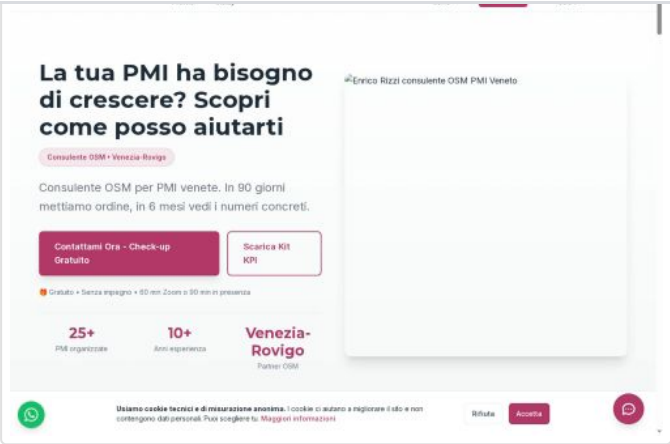 La tua PMI ha bisogno
di crescere? Scopri
come posso aiutarti
Consulente OSM • Venezia-Rovigo
Consulente OSM per PMI venete. In 90 giorni
mettiamo ordine, in 6 mesi vedi i numeri concreti.
Contattami Ora - Check-up
Gratuito
Scarica Kit
KPI
Gratuito • Senza impegno • 60 min Zoom o 90 min in presenza
25+
PMI organizzate
10+
Anni esperienza
Venezia-
Rovigo
Partner OSM
Enrico Rizzi consulente OSM PMI Veneto
Usiamo cookie tecnici e di misurazione anonima. I cookie ci aiutano a migliorare il sito e non
contengono dati personali. Puoi scegliere tu. Maggiori informazioni
Rifiuta
Accetta